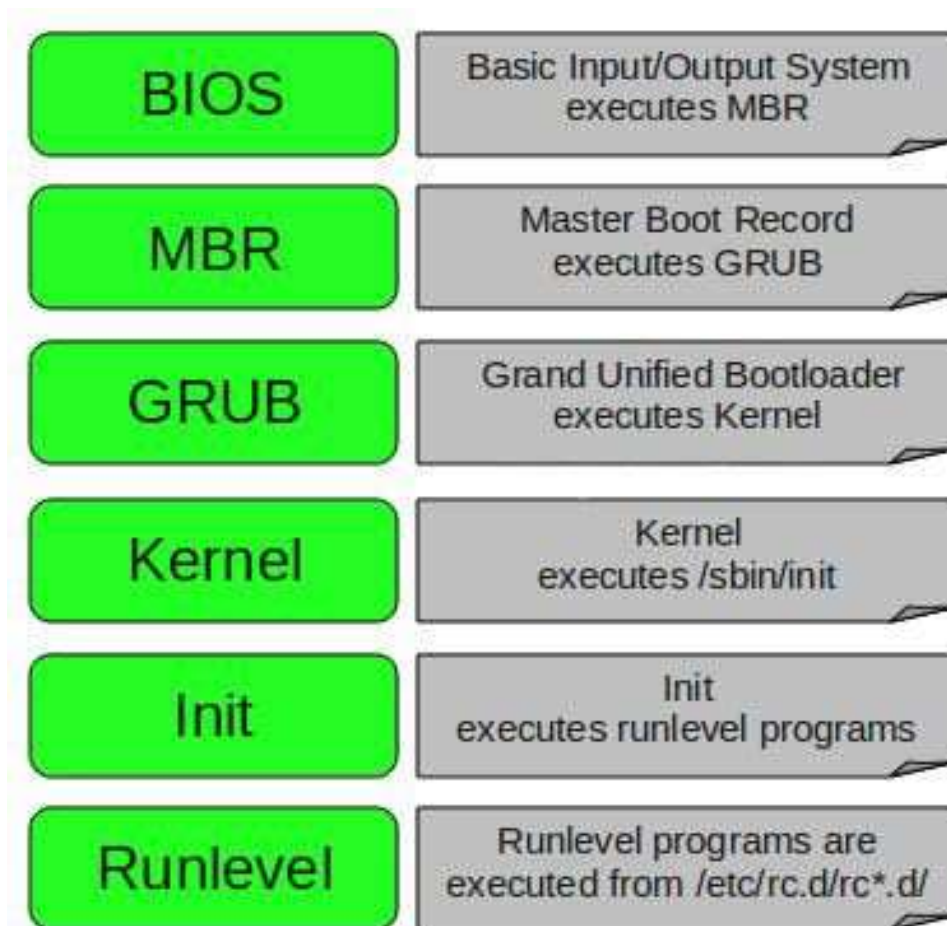 BIOS
Basic Input/Output System
executes MBR
MBR
Master Boot Record
executes GRUB
GRUB
Grand Unified Bootloader
executes Kernel
Kernel
Kernel
executes /sbin/init
Init
Init
executes runlevel programs
Runlevel
Runlevel programs are
executed from /etc/rc.d/rc*.d/